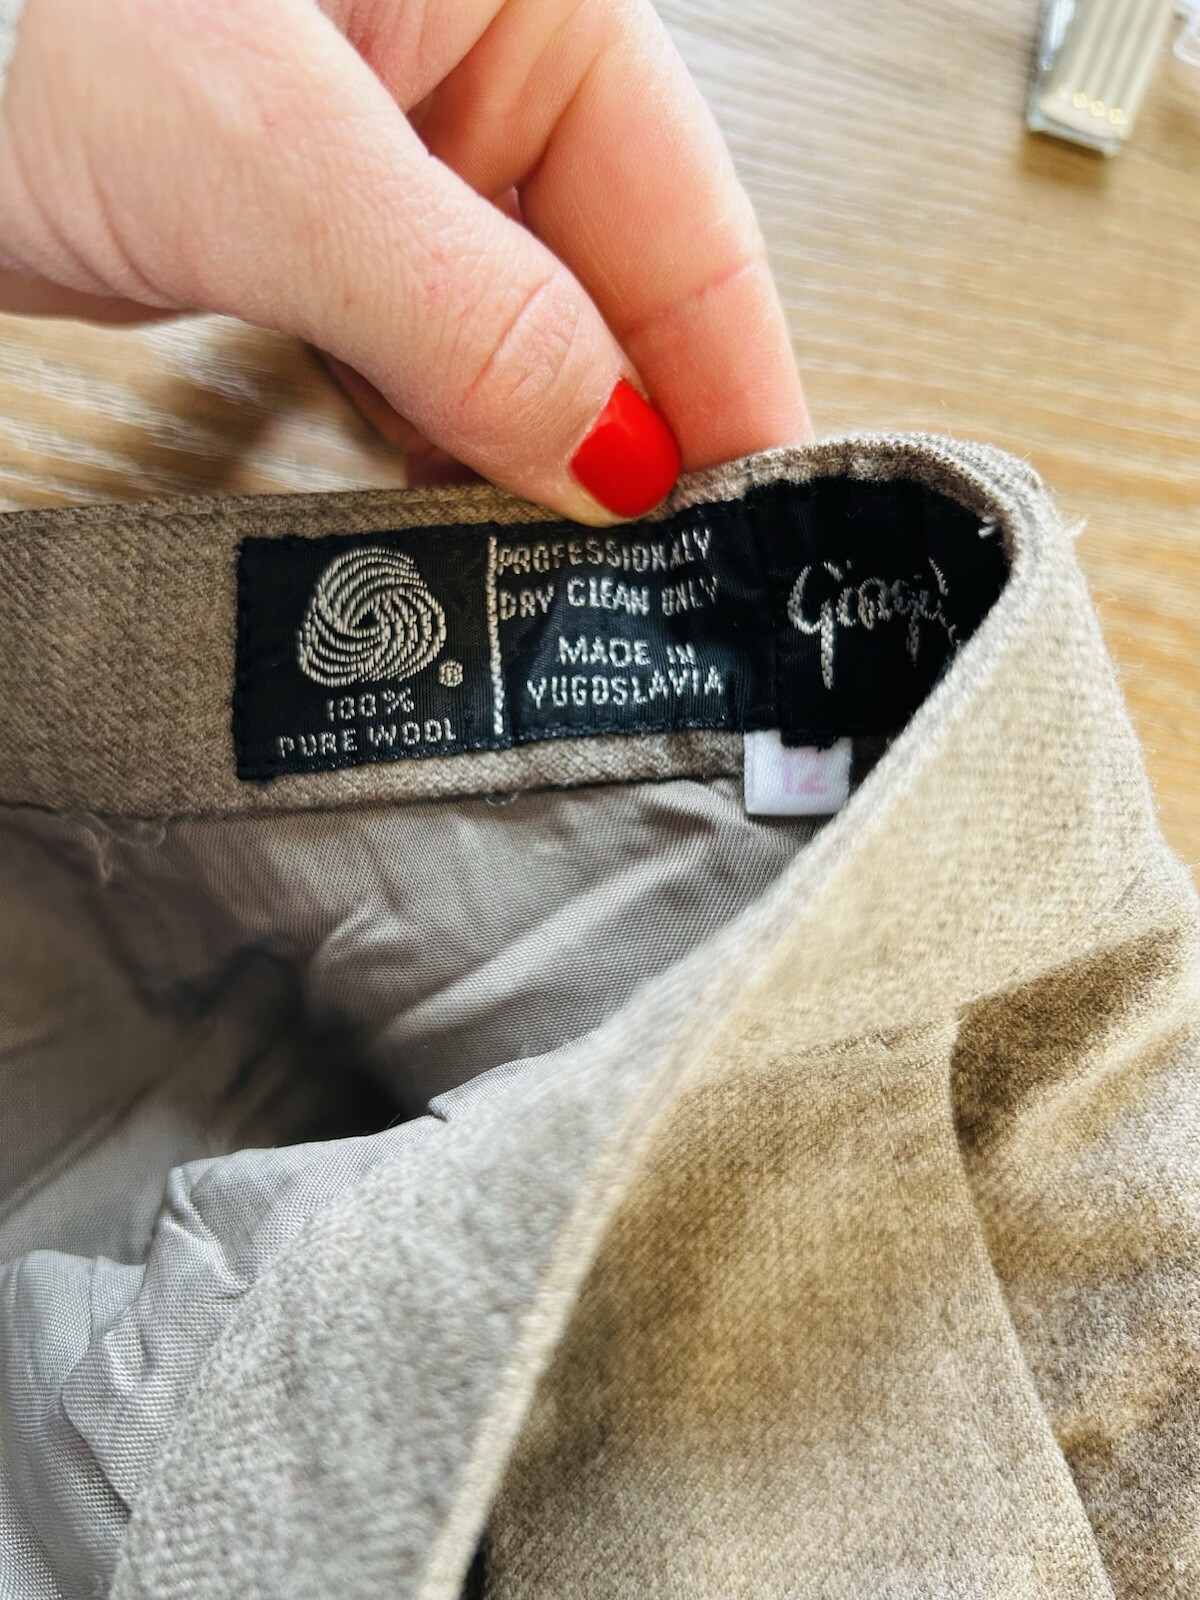 100%
PURE WOOL
PROFESSIONALLY
DRY CLEAN ONLY
MADE IN
YUGOSLAVIA
12